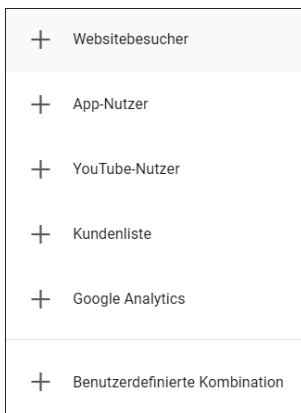 Websitebesucher
App-Nutzer
YouTube-Nutzer
Kundenliste
Google Analytics
Benutzerdefinierte Kombination